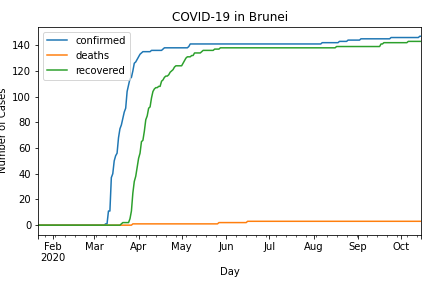 COVID-19 in Brunei
confirmed
deaths
recovered
140
120
100
80
60
40
20
0
Number of Cases
Feb
2020
Mar
Apr
May
Jun
Jul
Aug
Sep
Oct
Day